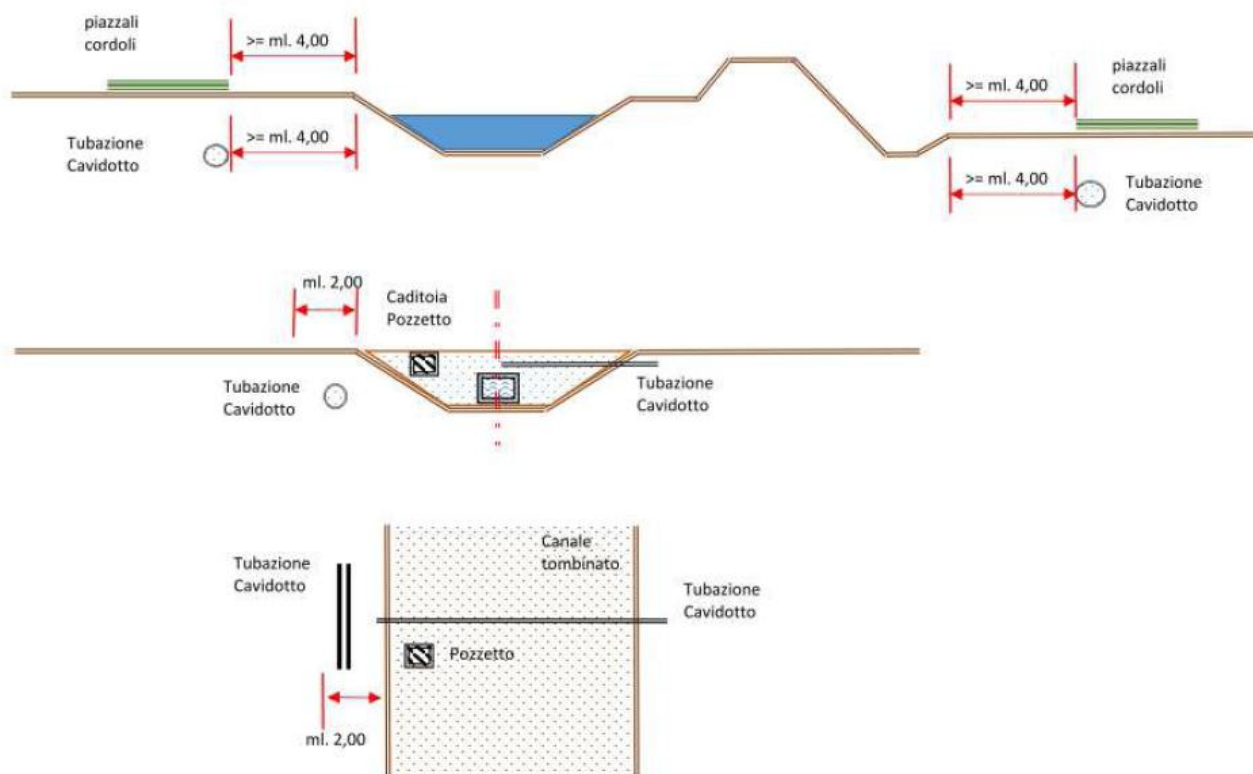 piazzali
cordoli
>= ml. 4,00
>= ml. 4,00
piazzali
cordoli
Tubazione
Cavidotto
>= ml. 4,00
>= ml. 4,00
Tubazione
Cavidotto
ml. 2,00
Caditoia
Pozzetto
Tubazione
Cavidotto
Tubazione
Cavidotto
Canale
tombinato
Tubazione
Cavidotto
Tubazione
Cavidotto
Pozzetto
ml. 2,00